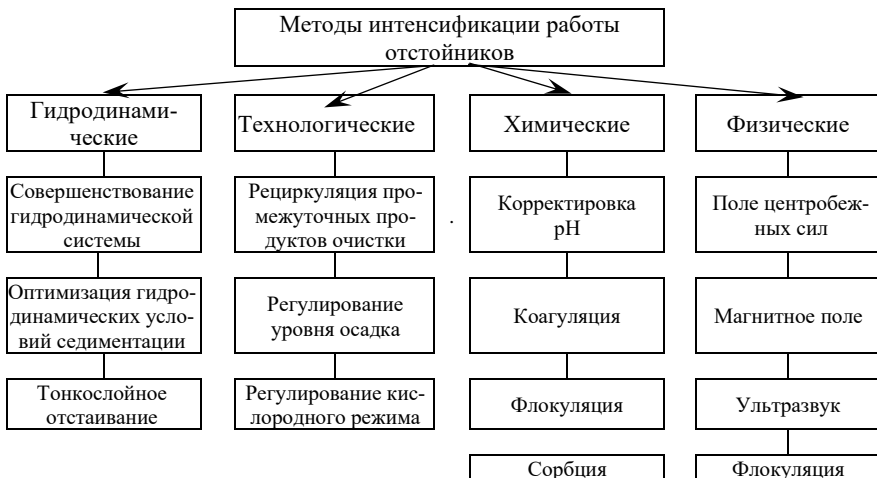 Методы интенсификации работы
отстойников
Гидродинами-
ческие
Технологические
Химические
Физические
Совершенствование
гидродинамической
системы
Рециркуляция про-
межуточных про-
дуктов очистки
.
Корректировка
pH
Поле центробеж-
ных сил
Оптимизация гидро-
динамических усло-
вий седиментации
Регулирование
уровня осадка
Коагуляция
Магнитное поле
Тонкослойное
отстаивание
Регулирование кис-
лородного режима
Флокуляция
Ультразвук
Сорбция
Флокуляция